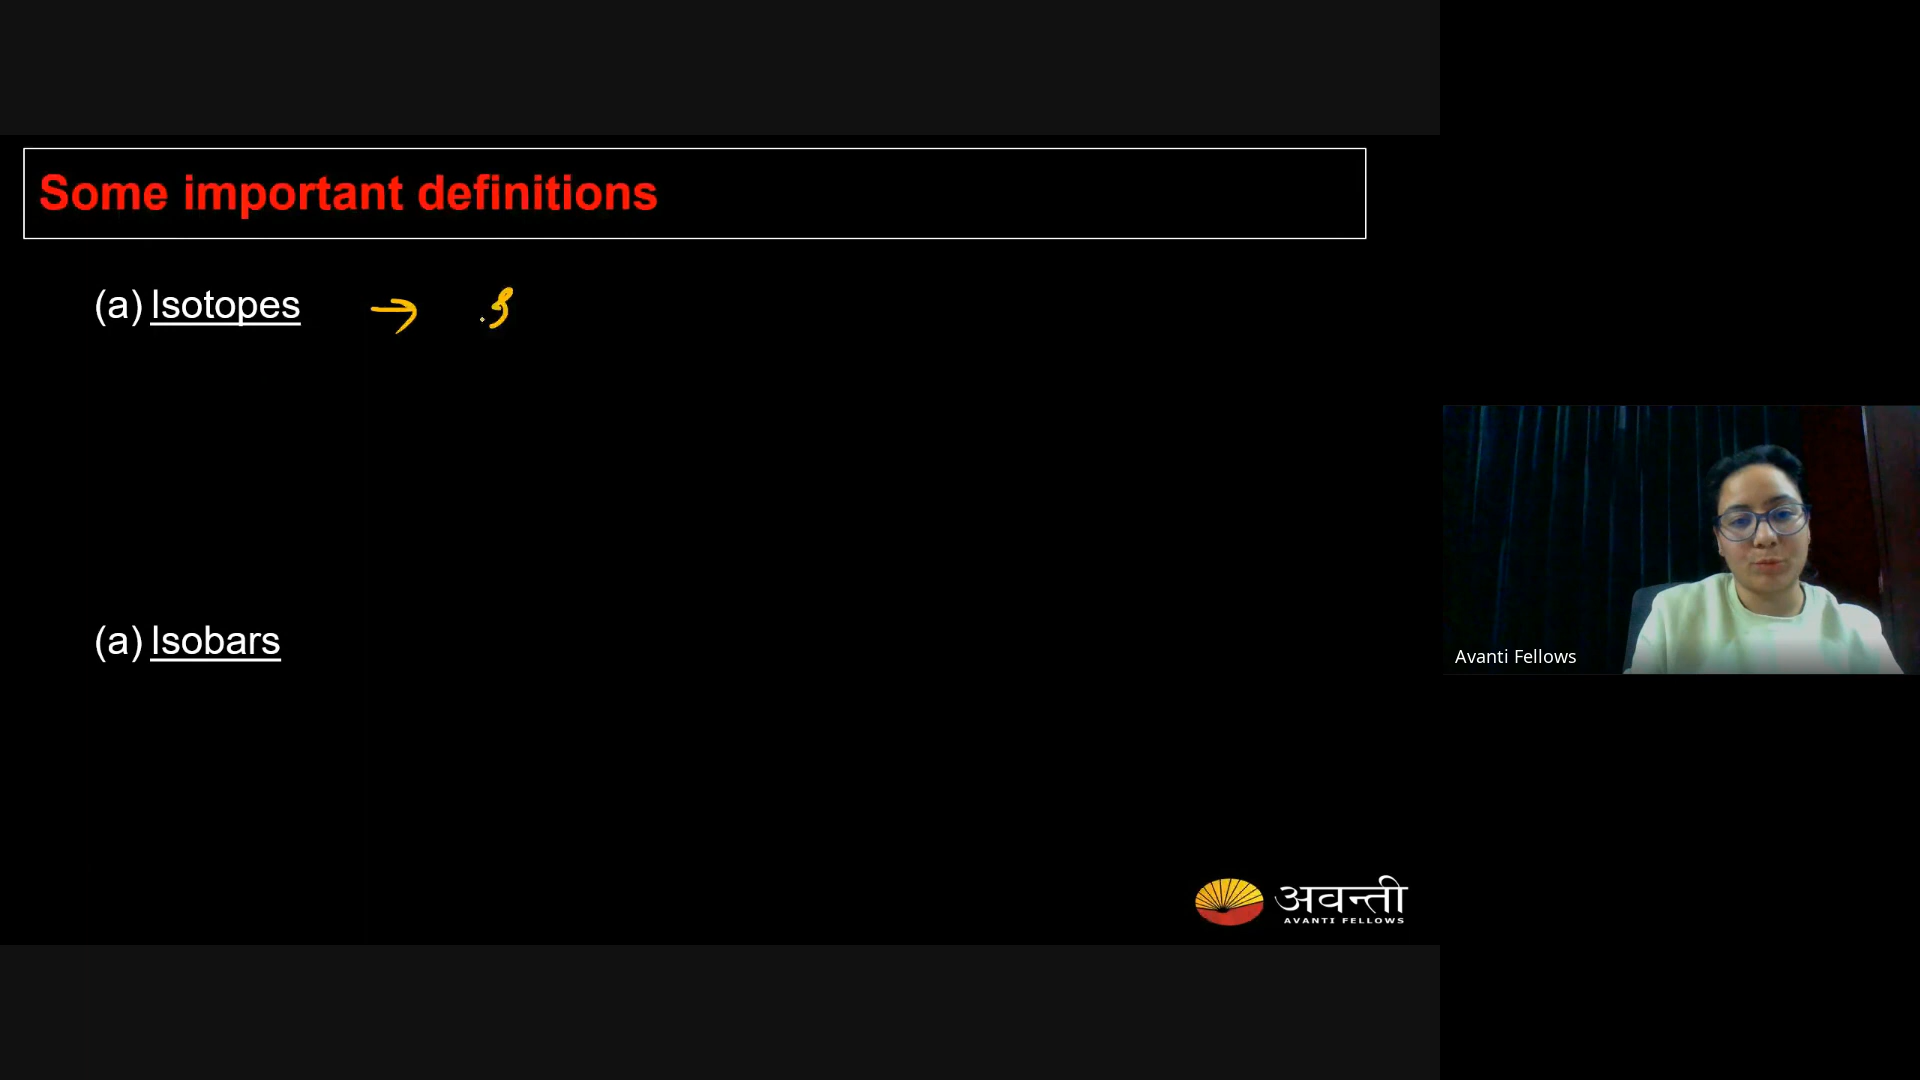 Some important definitions
(a) Isotopes →
(a) Isobars
Avanti Fellows
अवन्ती
AVANTI FELLOWS